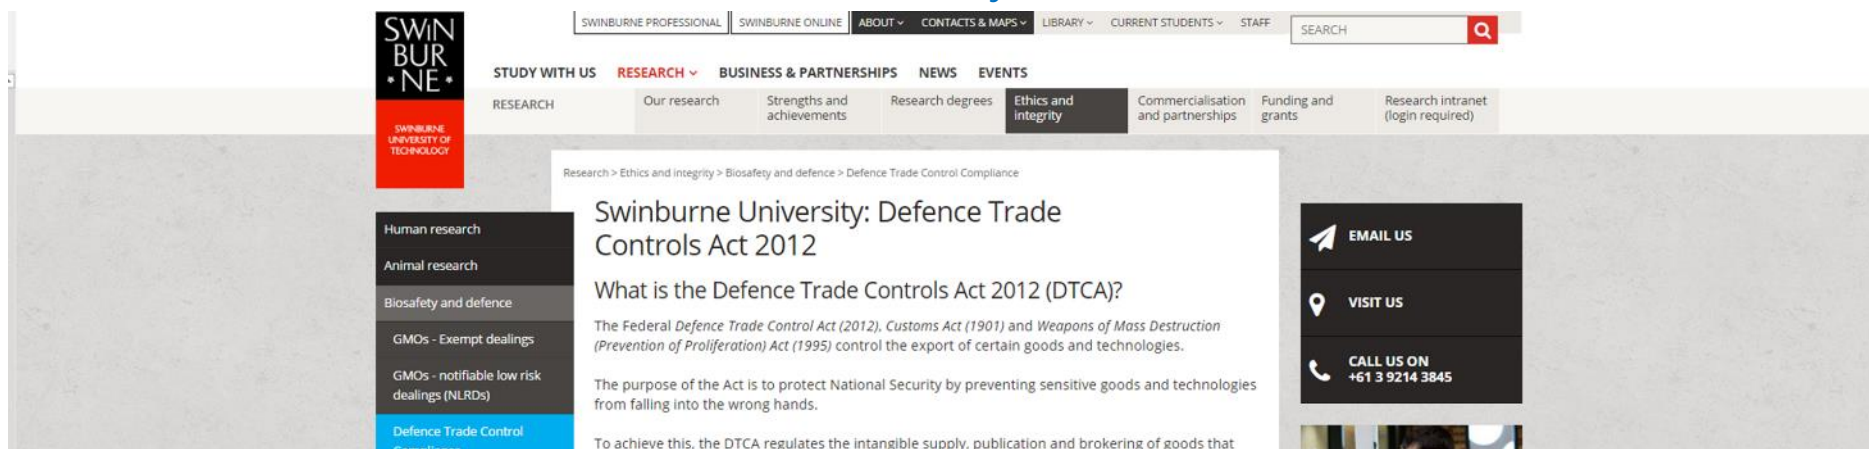 SWINBURNE PROFESSIONAL
SWINBURNE ONLINE
ABOUT
CONTACTS & MAPS
LIBRARY
CURRENT STUDENTS
STAFF
SEARCH
SWiN
BUR
*NE*
SWINBURNE
UNIVERSITY OF
TECHNOLOGY
STUDY WITH US
RESEARCH
BUSINESS & PARTNERSHIPS
NEWS
EVENTS
RESEARCH
Our research
Strengths and
achievements
Research degrees
Ethics and
integrity
Commercialisation
and partnerships
Funding and
grants
Research intranet
(login required)
Research > Ethics and integrity > Biosafety and defence > Defence Trade Control Compliance
Human research
Animal research
Biosafety and defence
GMOs - Exempt dealings
GMOs - notifiable low risk
dealings (NLRDs)
Defence Trade Control
Swinburne University: Defence Trade
Controls Act 2012
What is the Defence Trade Controls Act 2012 (DTCA)?
The Federal Defence Trade Control Act (2012), Customs Act (1901) and Weapons of Mass Destruction
(Prevention of Proliferation) Act (1995) control the export of certain goods and technologies.
The purpose of the Act is to protect National Security by preventing sensitive goods and technologies
from falling into the wrong hands.
To achieve this, the DTCA regulates the intangible supply, publication and brokering of goods that
EMAIL US
VISIT US
CALL US ON
+61 3 9214 3845